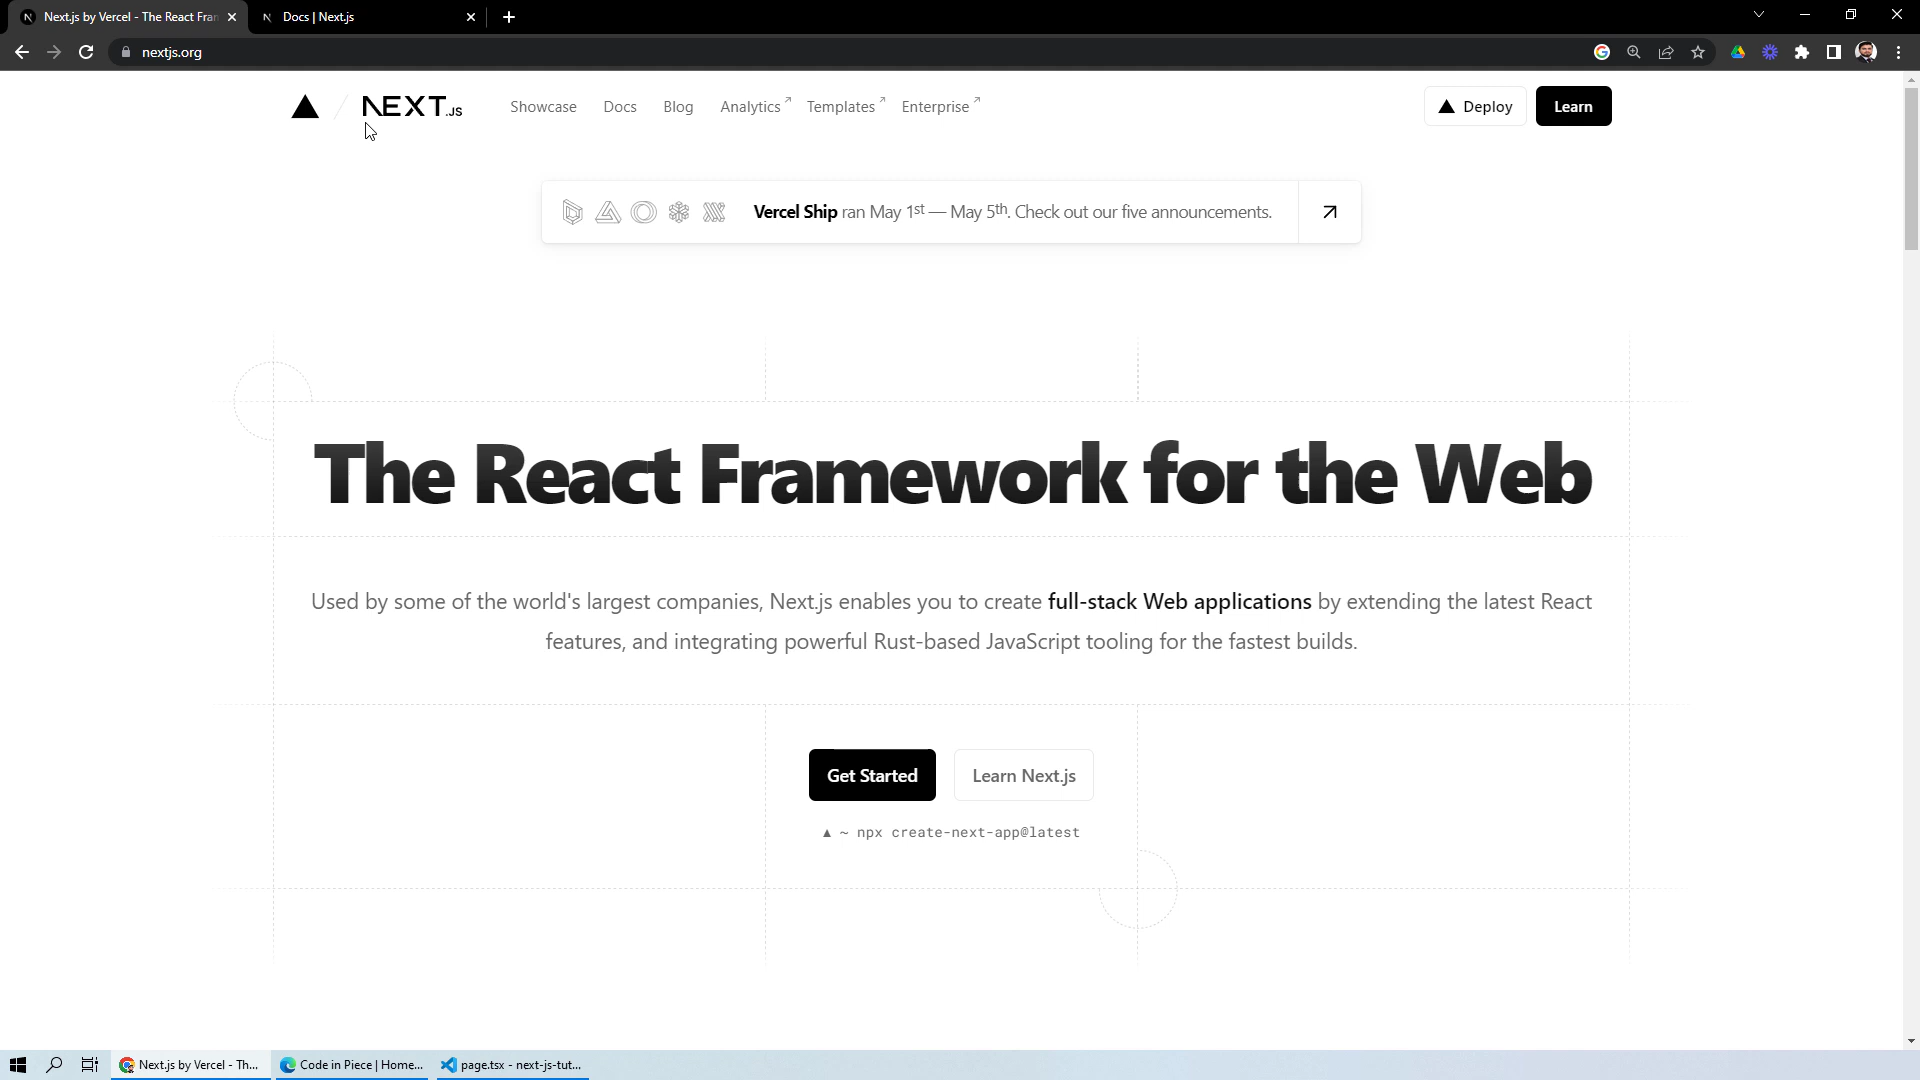 Next.js by Vercel - The React Fran
Docs | Next.js
nextjs.org
NEXT.JS
Showcase
Docs
Blog
Analytics
Templates
Enterprise
Deploy
Learn
Vercel Ship ran May 1st — May 5th. Check out our five announcements.
The React Framework for the Web
Used by some of the world's largest companies, Next.js enables you to create full-stack Web applications by extending the latest React
features, and integrating powerful Rust-based JavaScript tooling for the fastest builds.
Get Started
Learn Next.js
▲ ~ npx create-next-app@latest
Next.js by Vercel - Th...
Code in Piece | Home...
page.tsx - next-js-tut...